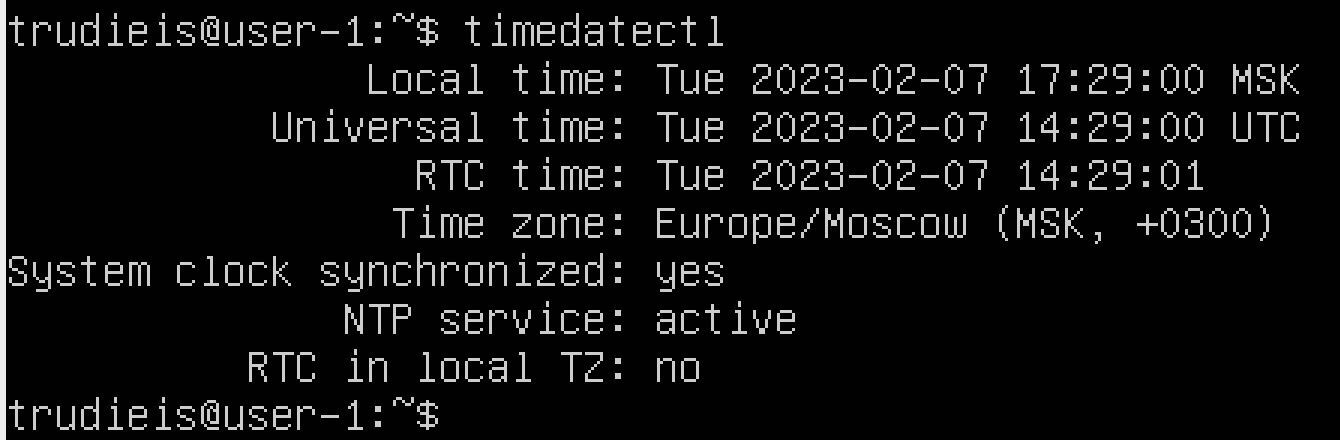 trudieis@user-1:~$ timedatectl
Local time: Tue 2023-02-07 17:29:00 MSK
Universal time: Tue 2023-02-07 14:29:00 UTC
RTC time: Tue 2023-02-07 14:29:01
Time zone: Europe/Moscow (MSK, +0300)
System clock synchronized: yes
NTP service: active
RTC in local TZ: no
trudieis@user-1:~$